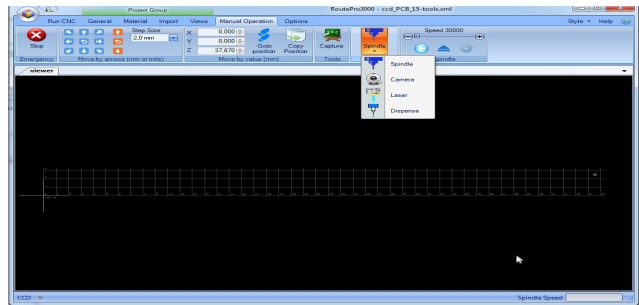 Project Group
RoutePro3000 - ccd_PCB_15-tools.xml
Run CNC General Material Import Views Manual Operation Options Style Help
Stop
Emergency
Step Size
2.0 mm
Move by arrows (mm or mils)
X 0.000
Y 0.000
Z 37.870
Goto position
Copy Position
Move by value (mm)
Capture
Tools
Spindle
Speed 30000
Spindle
Spindle
Camera
Laser
Dispense
viewer
CCD
Spindle Speed